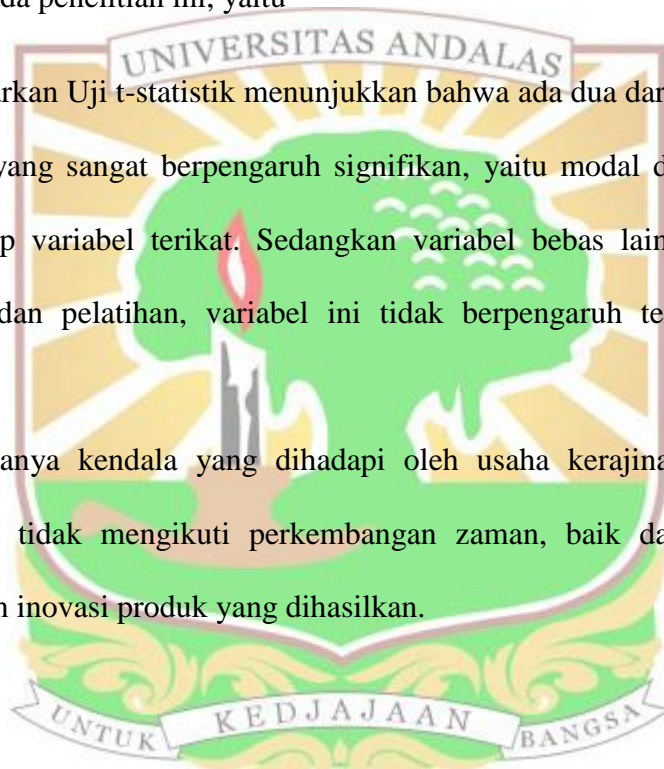 da penelitian ini, yaitu
UNIVERSITAS ANDALAS
arkan Uji t-statistik menunjukkan bahwa ada dua dar
yang sangat berpengaruh signifikan, yaitu modal d
p variabel terikat. Sedangkan variabel bebas lain
dan pelatihan, variabel ini tidak berpengaruh te
anya kendala yang dihadapi oleh usaha kerajina
tidak mengikuti perkembangan zaman, baik da
n inovasi produk yang dihasilkan.
UNTUK KEDJAJAAN BANGSA